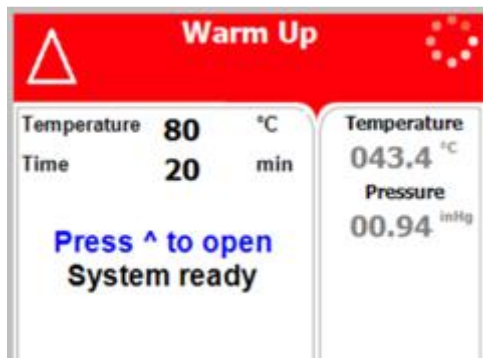 Warm Up
Temperature 80 °C
Time 20 min
Press ^ to open
System ready
Temperature
043.4 °C
Pressure
00.94 inHg